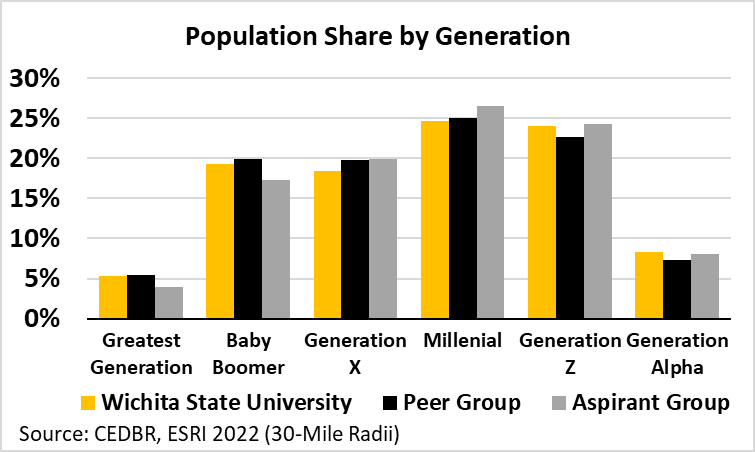 Population Share by Generation
30%
25%
20%
15%
10%
5%
0%
Greatest Generation
Baby Boomer
Generation X
Millenial
Generation Z
Generation Alpha
Wichita State University
Peer Group
Aspirant Group
Source: CEDBR, ESRI 2022 (30-Mile Radii)